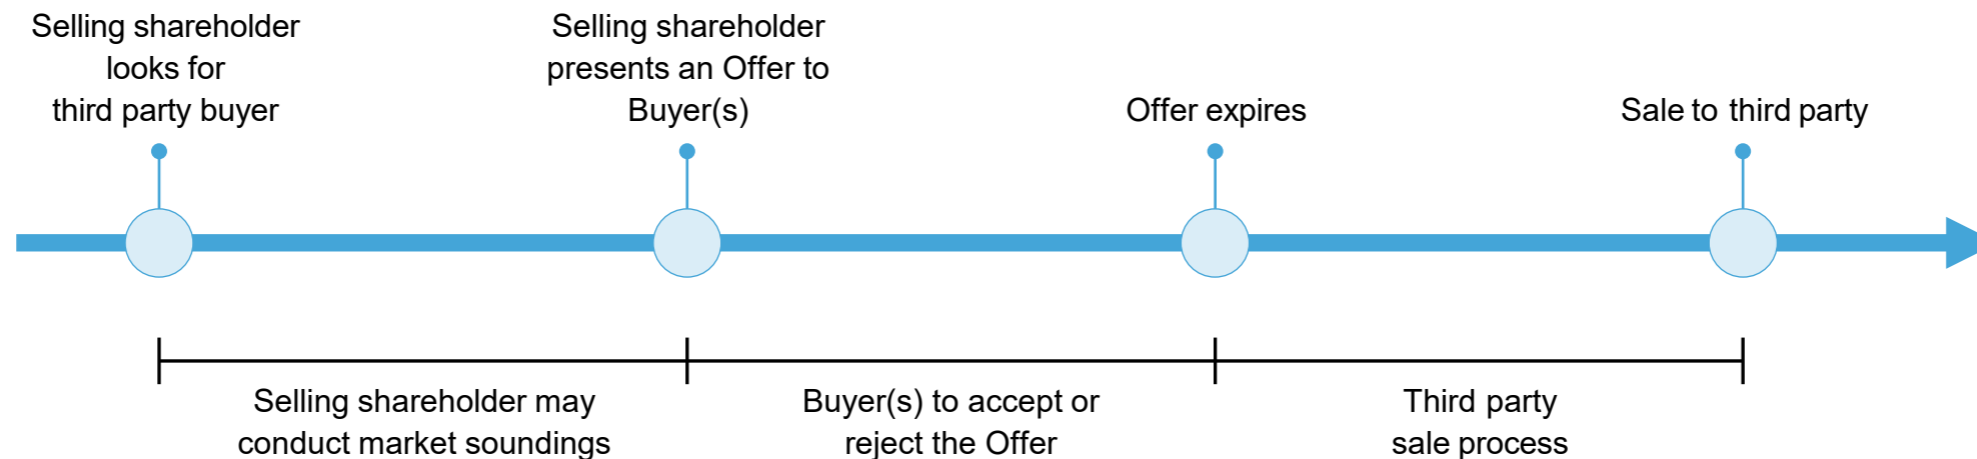 Selling shareholder
looks for
third party buyer
Selling shareholder
presents an Offer to
Buyer(s)
Offer expires
Sale to third party
Selling shareholder may
conduct market soundings
Buyer(s) to accept or
reject the Offer
Third party
sale process